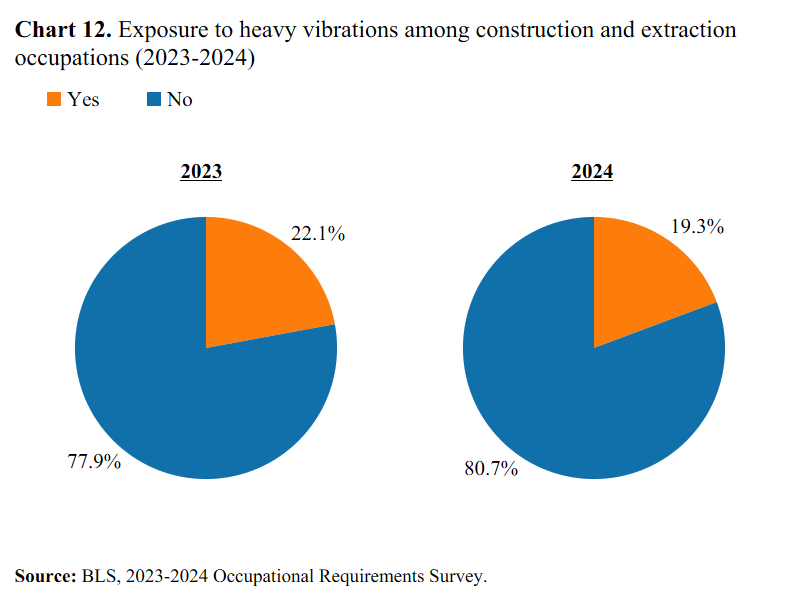 Chart 12. Exposure to heavy vibrations among construction and extraction
occupations (2023-2024)
Yes No
2023 2024
22.1% 19.3%
77.9% 80.7%
Source: BLS, 2023-2024 Occupational Requirements Survey.